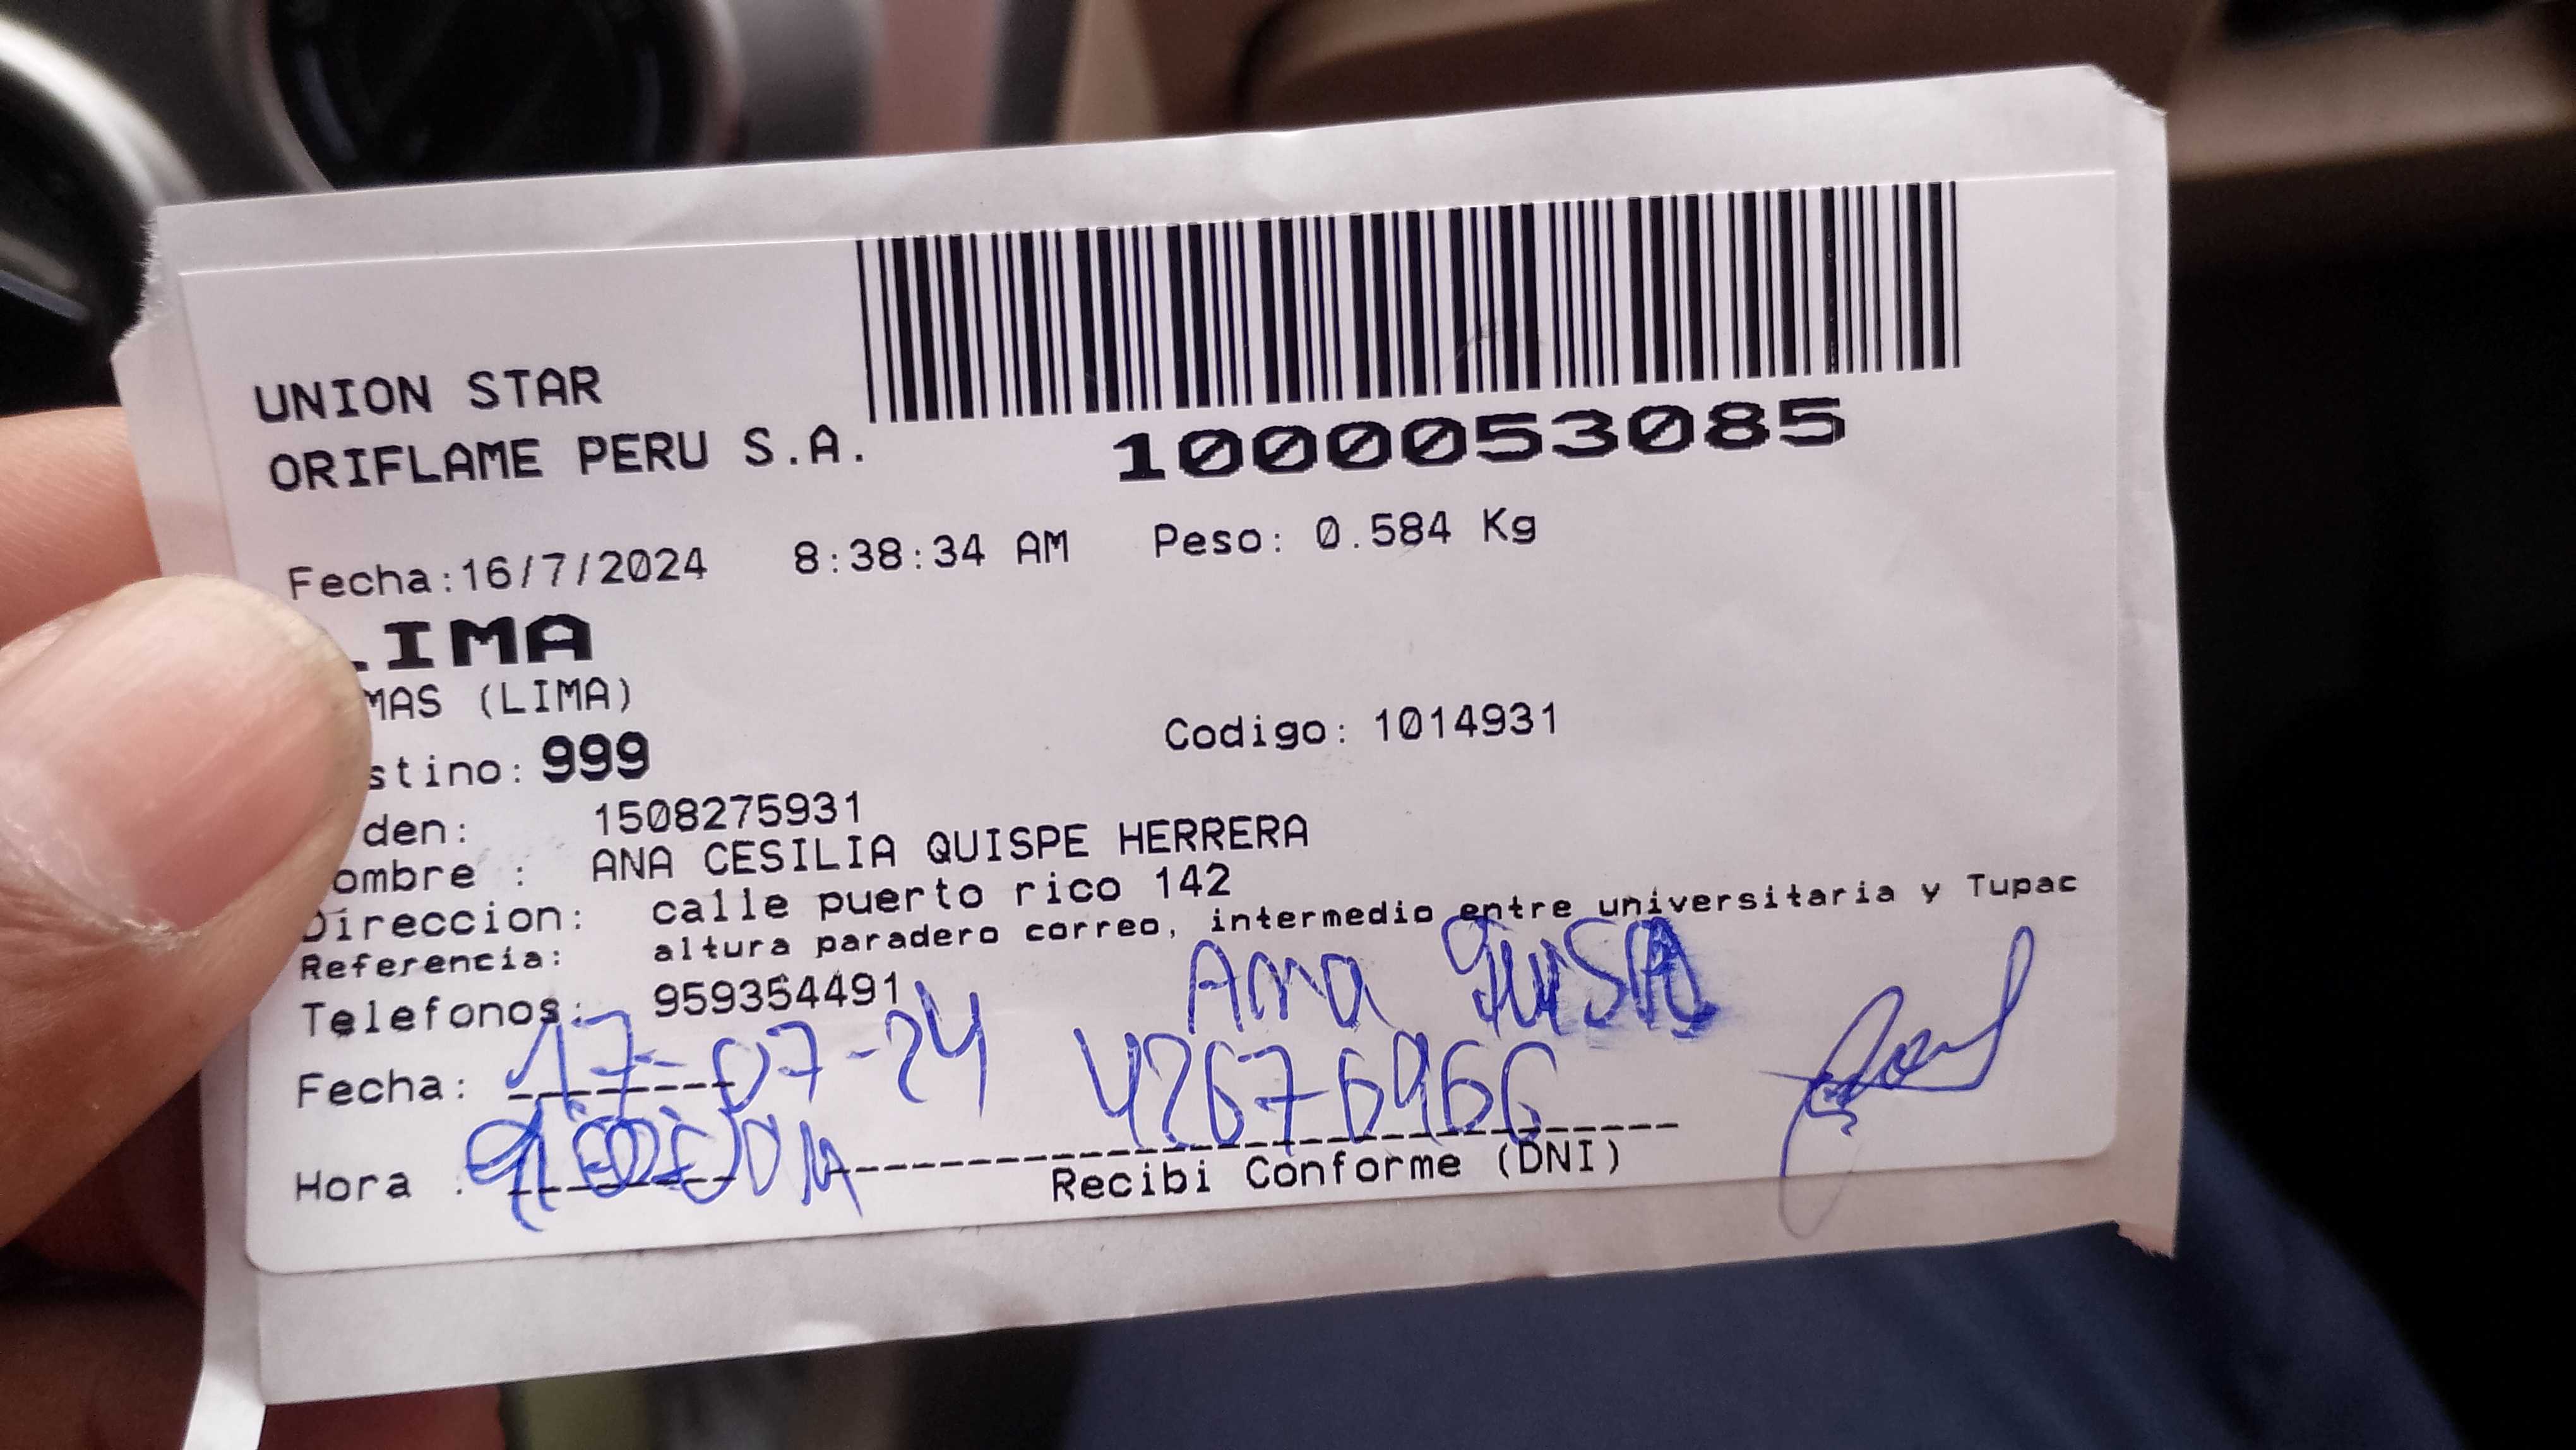 UNION STAR
ORIFLAME PERU S.A.
1000053085
Fecha:16/7/2024 8:38:34 AM Peso: 0.584 Kg
LIMA
MAS (LIMA)
stino: 999 Codigo: 1014931
den: 1508275931
ombre : ANA CESILIA QUISPE HERRERA
Direccion: calle puerto rico 142
Referencia: altura paradero correo, intermedio entre universitaria y Tupac
Telefonos: 959354491
Ana
Fecha: 17-07-24
42676966
Hora :
Recibi Conforme (DNI)